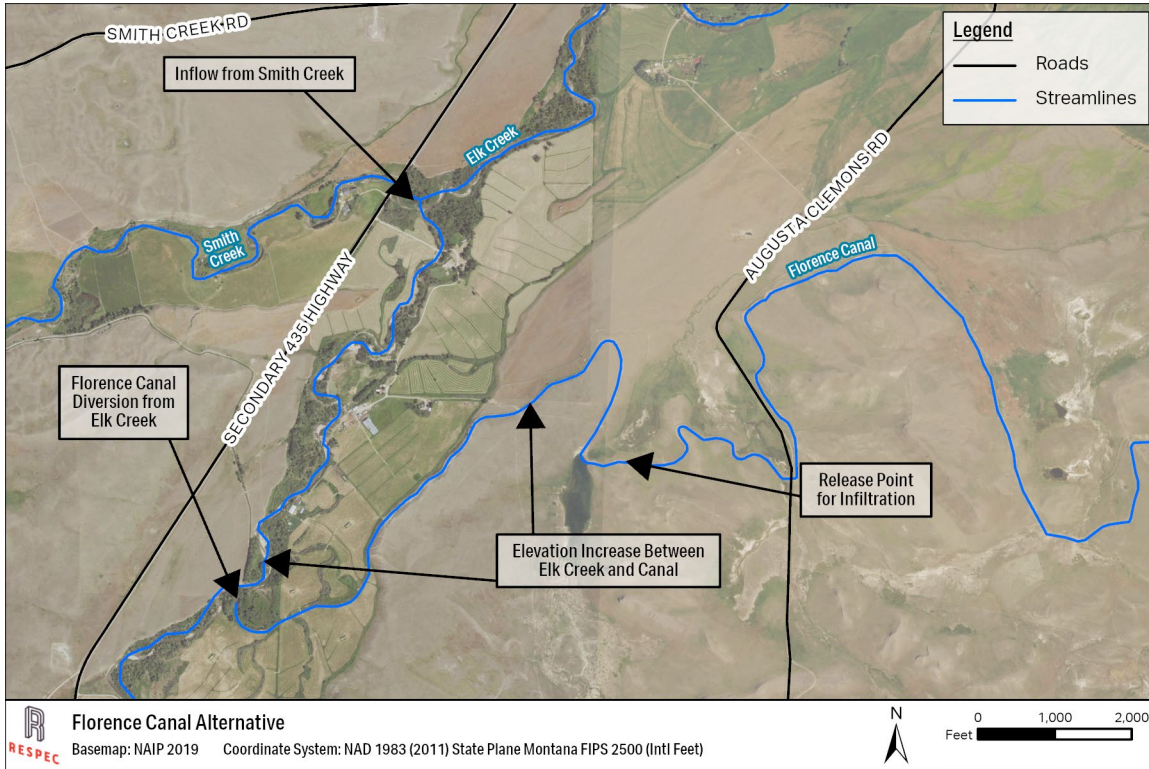 SMITH CREEK RD
Inflow from Smith Creek
Legend
Roads
Streamlines
Elk Creek
AUGUSTA CLEMONS RD
Smith
Creek
Florence Canal
SECONDARY 435 HIGHWAY
Florence Canal
Diversion from
Elk Creek
Release Point
for Infiltration
Elevation Increase Between
Elk Creek and Canal
RESPEC
Florence Canal Alternative
Basemap: NAIP 2019 Coordinate System: NAD 1983 (2011) State Plane Montana FIPS 2500 (Intl Feet)
N
0 1,000 2,000
Feet